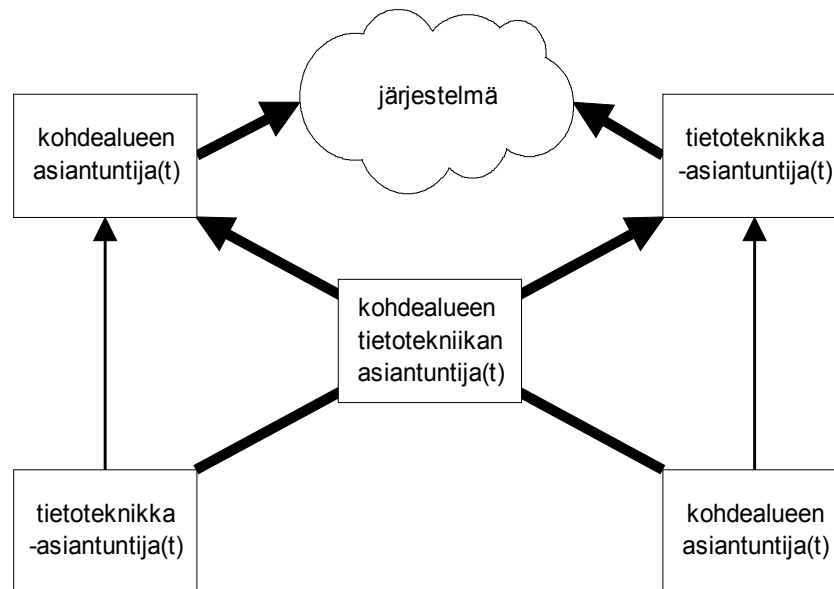 järjestelmä
kohdealueen
asiantuntija(t)
tietoteknikka
-asiantuntija(t)
kohdealueen
tietotekniikan
asiantuntija(t)
tietoteknikka
-asiantuntija(t)
kohdealueen
asiantuntija(t)